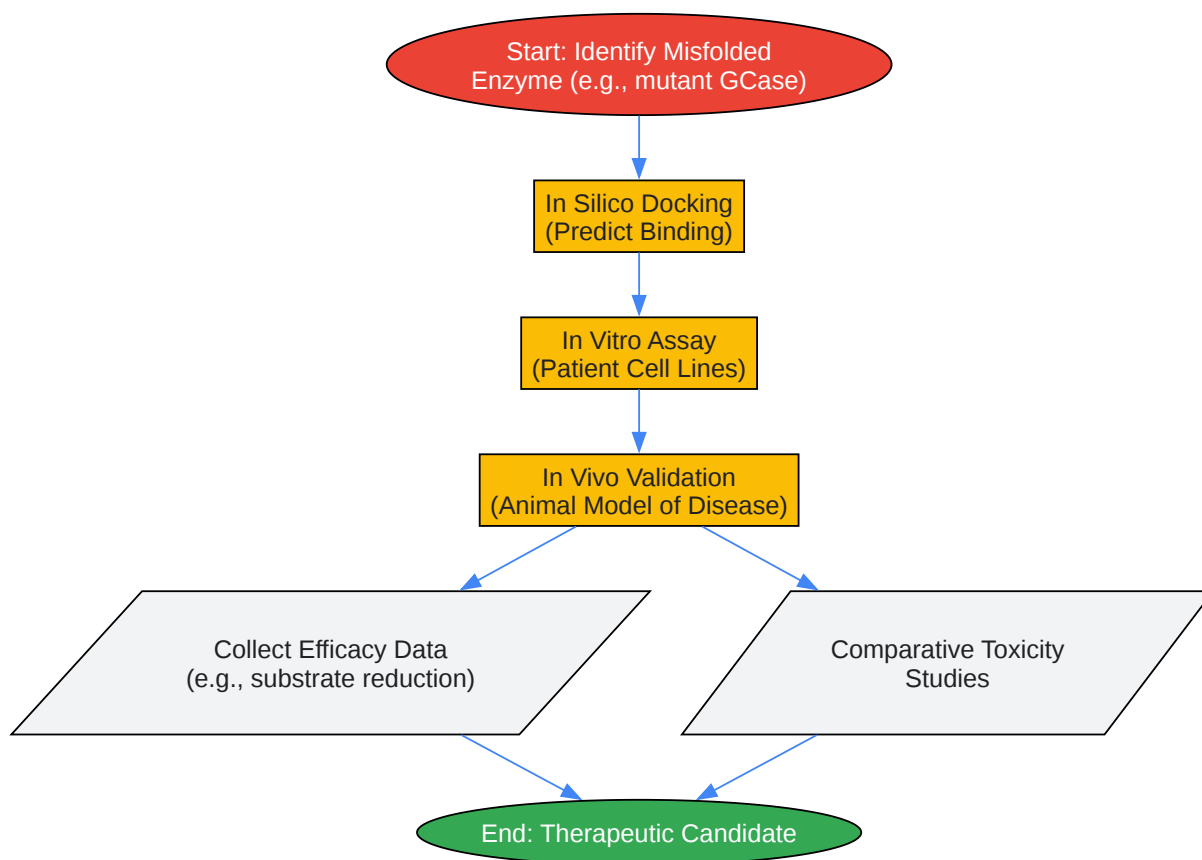 Start: Identify Misfolded
Enzyme (e.g., mutant GCase)
In Silico Docking
(Predict Binding)
In Vitro Assay
(Patient Cell Lines)
In Vivo Validation
(Animal Model of Disease)
Collect Efficacy Data
(e.g., substrate reduction)
Comparative Toxicity
Studies
End: Therapeutic Candidate